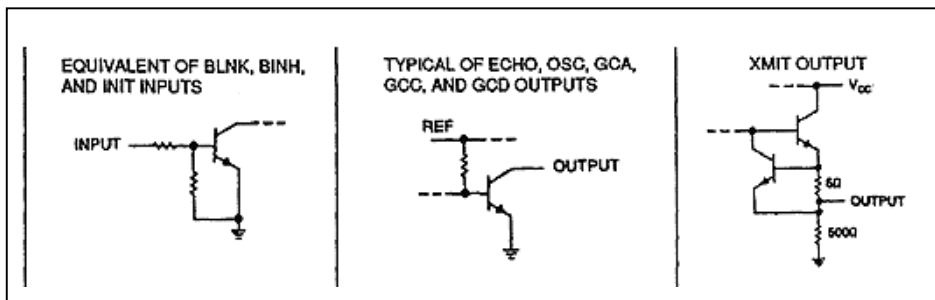 EQUIVALENT OF BLNK, BINH,
AND INIT INPUTS
INPUT
TYPICAL OF ECHO, OSC, GCA,
GCC, AND GCD OUTPUTS
REF
OUTPUT
XMIT OUTPUT
VCC
6Ω
OUTPUT
500Ω